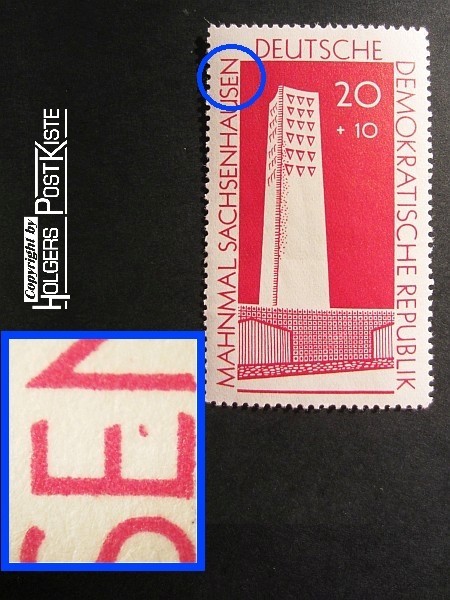 DEUTSCHE
DEMOKRATISCHE REPUBLIK
MAHNMAL SACHSENHAUSEN
20
+ 10
Copyright by
HOLGERS POSTKISTE
SEN